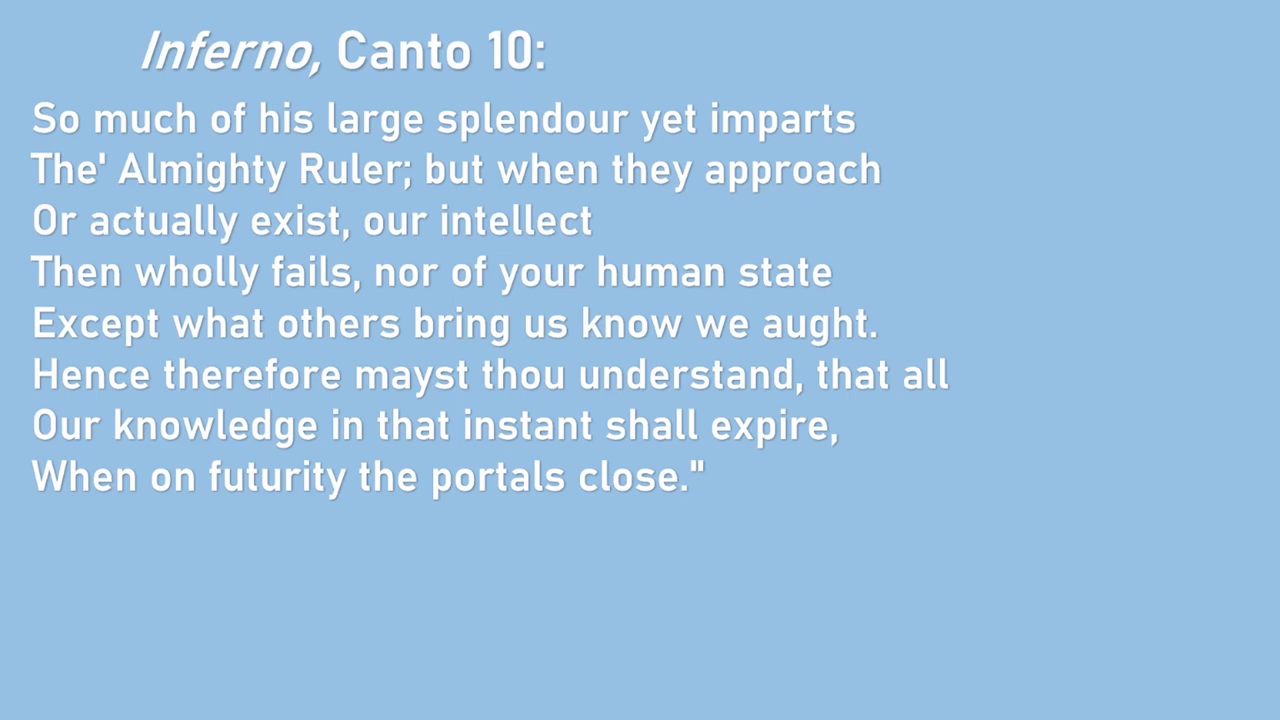 Inferno, Canto 10:
So much of his large splendour yet imparts
The' Almighty Ruler; but when they approach
Or actually exist, our intellect
Then wholly fails, nor of your human state
Except what others bring us know we aught.
Hence therefore mayst thou understand, that all
Our knowledge in that instant shall expire,
When on futurity the portals close."